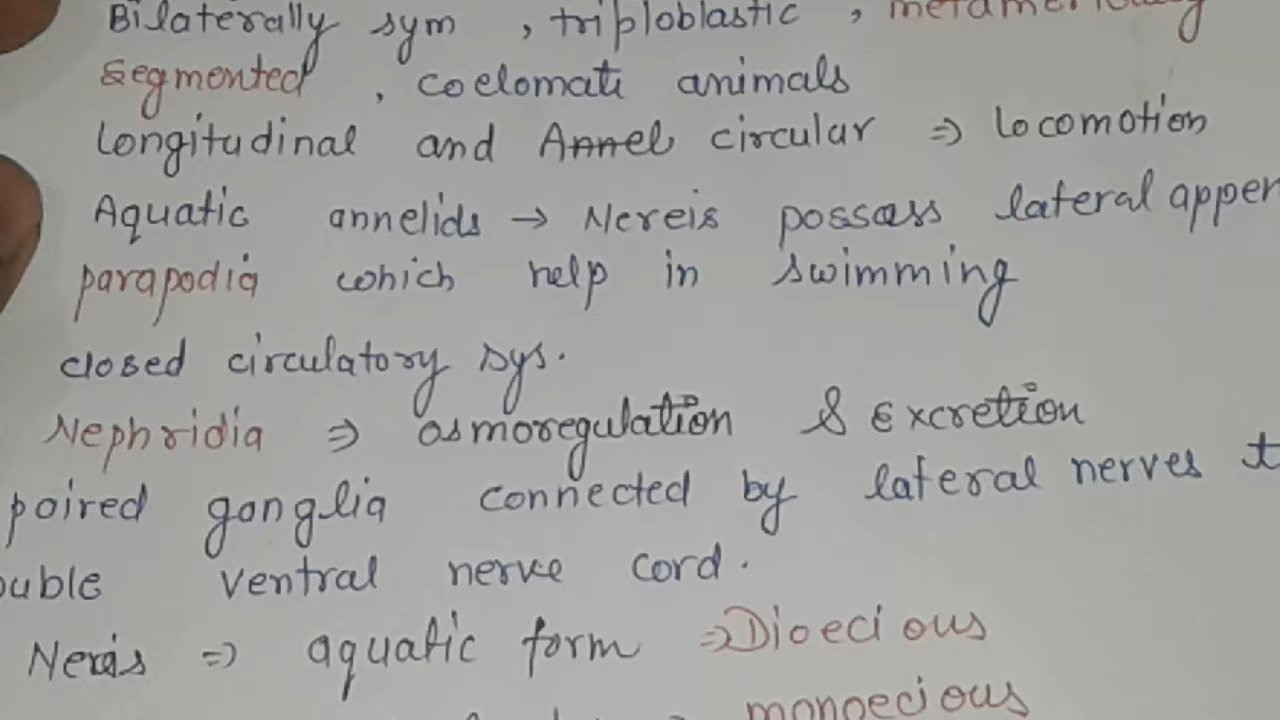 Bilaterally sym , triploblastic ,
segmented , coelomate animals
Longitudinal and Annel circular ⇒ Locomotion
Aquatic annelids → Nereis possess lateral appen
parapodia which help in swimming
closed circulatory sys.
Nephridia ⇒ osmoregulation & Excretion
paired ganglia connected by lateral nerves t
ouble ventral nerve cord.
Nereis ⇒ aquatic form ⇒ Dioecious
monoecious